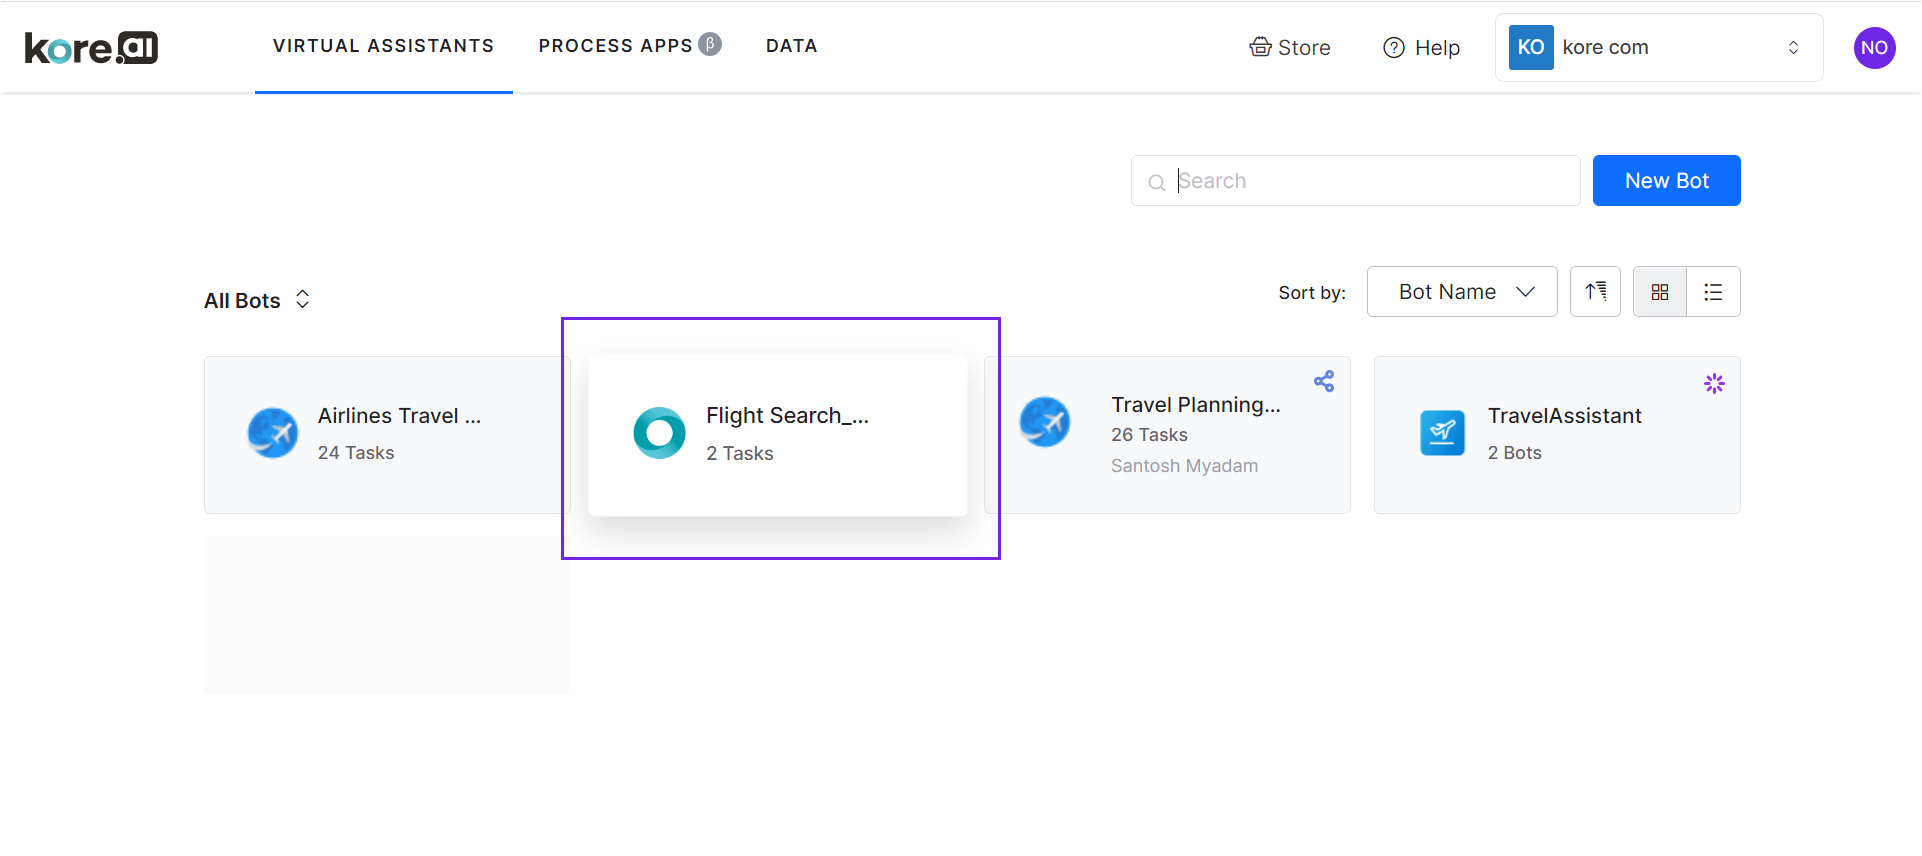 kore.ai
VIRTUAL ASSISTANTS
PROCESS APPS β
DATA
Store
Help
KO kore com
NO
Search
New Bot
All Bots
Sort by:
Bot Name
Airlines Travel ...
24 Tasks
Flight Search_...
2 Tasks
Travel Planning...
26 Tasks
Santosh Myadam
TravelAssistant
2 Bots